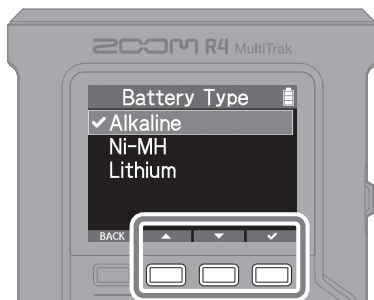 ZOOM R4 MultiTrak
Battery Type
✓ Alkaline
Ni-MH
Lithium
BACK ▲ ▼ ✓